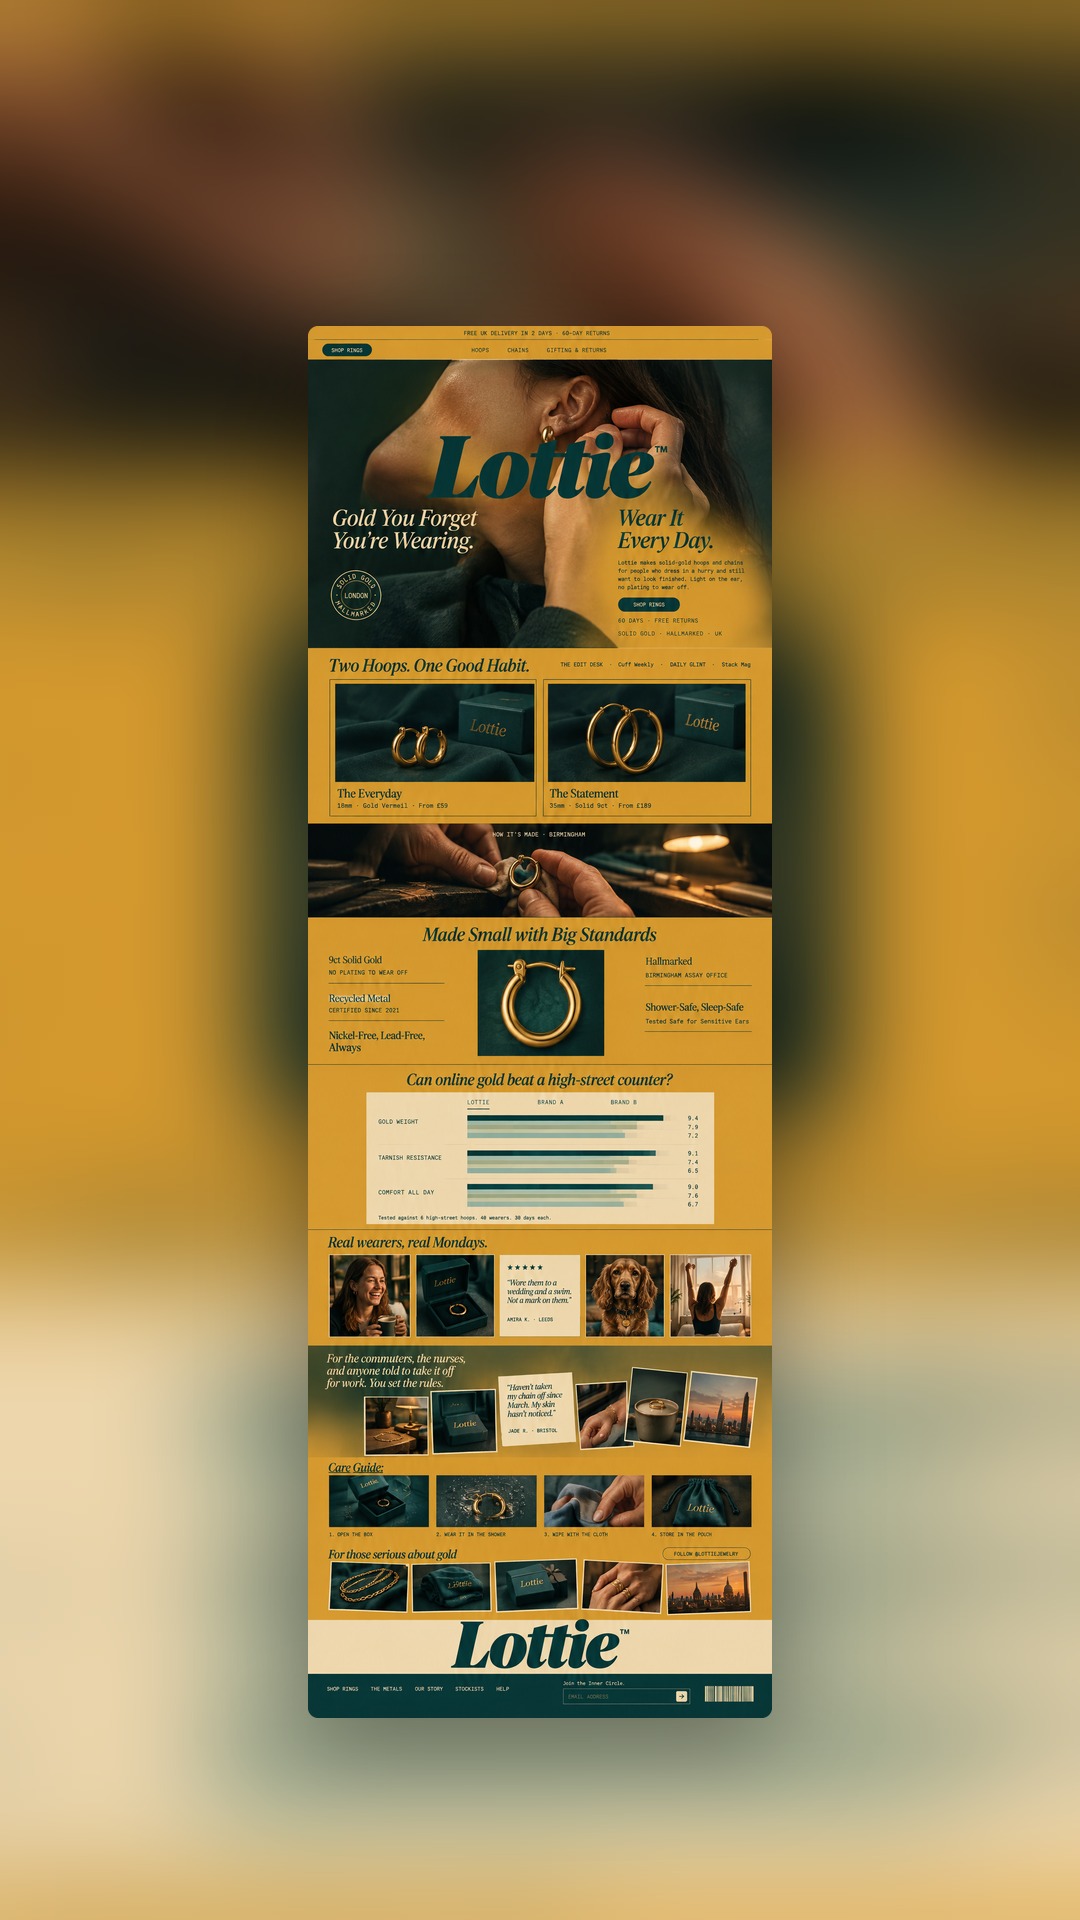 FREE UK DELIVERY IN 2 DAYS · 60-DAY RETURNS
SHOP RINGS
HOOPS CHAINS GIFTING & RETURNS
Lottie™
Gold You Forget
You're Wearing.
SOLID GOLD
LONDON
HALLMARKED
Wear It
Every Day.
Lottie makes solid-gold hoops and chains
for people who dress in a hurry and still
want to look finished. Light on the ear,
no plating to wear off.
SHOP RINGS
60 DAYS · FREE RETURNS
SOLID GOLD · HALLMARKED · UK
Two Hoops. One Good Habit.
THE EDIT DESK · Cuff Weekly · DAILY GLINT · Stack Mag
Lottie
Lottie
The Everyday
18mm · Gold Vermeil · From £59
The Statement
35mm · Solid 9ct · From £189
HOW IT'S MADE · BIRMINGHAM
Made Small with Big Standards
9ct Solid Gold
NO PLATING TO WEAR OFF
Recycled Metal
CERTIFIED SINCE 2021
Nickel-Free, Lead-Free,
Always
Hallmarked
BIRMINGHAM ASSAY OFFICE
Shower-Safe, Sleep-Safe
Tested Safe for Sensitive Ears
Can online gold beat a high-street counter?
LOTTIE BRAND A BRAND B
GOLD WEIGHT
9.4
7.9
7.2
TARNISH RESISTANCE
9.1
7.4
6.5
COMFORT ALL DAY
9.0
7.6
6.7
Tested against 6 high-street hoops. 40 wearers. 30 days each.
Real wearers, real Mondays.
Lottie
★★★★★
"Wore them to a
wedding and a swim.
Not a mark on them."
AMIRA K. · LEEDS
For the commuters, the nurses,
and anyone told to take it off
for work. You set the rules.
Lottie
"Haven't taken
my chain off since
March. My skin
hasn't noticed."
JADE R. · BRISTOL
Care Guide:
Lottie
Lottie
1. OPEN THE BOX
2. WEAR IT IN THE SHOWER
3. WIPE WITH THE CLOTH
4. STORE IN THE POUCH
For those serious about gold
FOLLOW @LOTTIEJEWELRY
Lottie
Lottie
Lottie™
SHOP RINGS THE METALS OUR STORY STOCKISTS HELP
Join the Inner Circle.
EMAIL ADDRESS